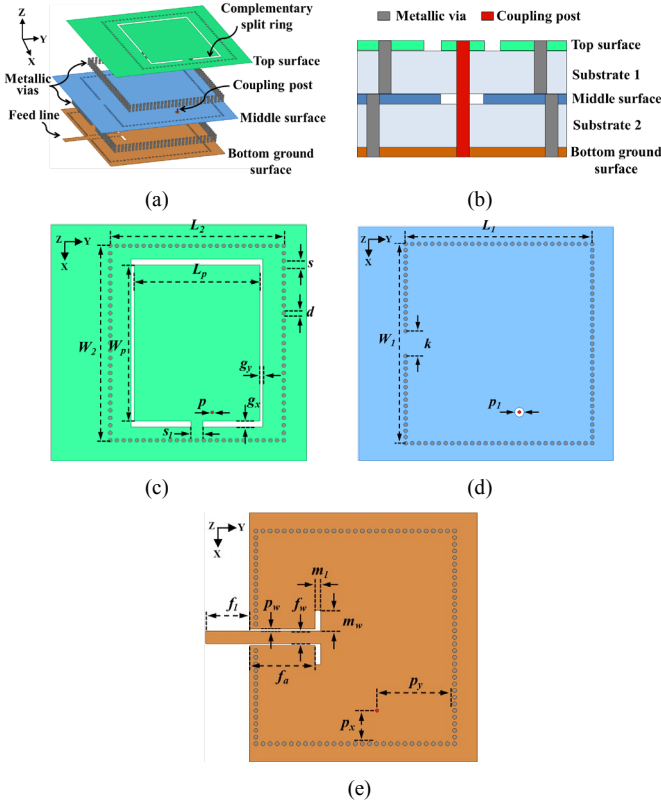 Z
Y
X
Complementary
split ring
Top surface
Metallic
vias
Coupling post
Feed line
Middle surface
Bottom ground
surface
(a)
Metallic via
Coupling post
Top surface
Substrate 1
Middle surface
Substrate 2
Bottom ground
surface
(b)
Z Y
X
L2
s
Lp
d
W2
Wp
gy
p
gx
s1
(c)
Z Y
X
L1
W1
k
p1
(d)
Z Y
X
ml
fl
pw
fw
mw
fa
py
px
(e)